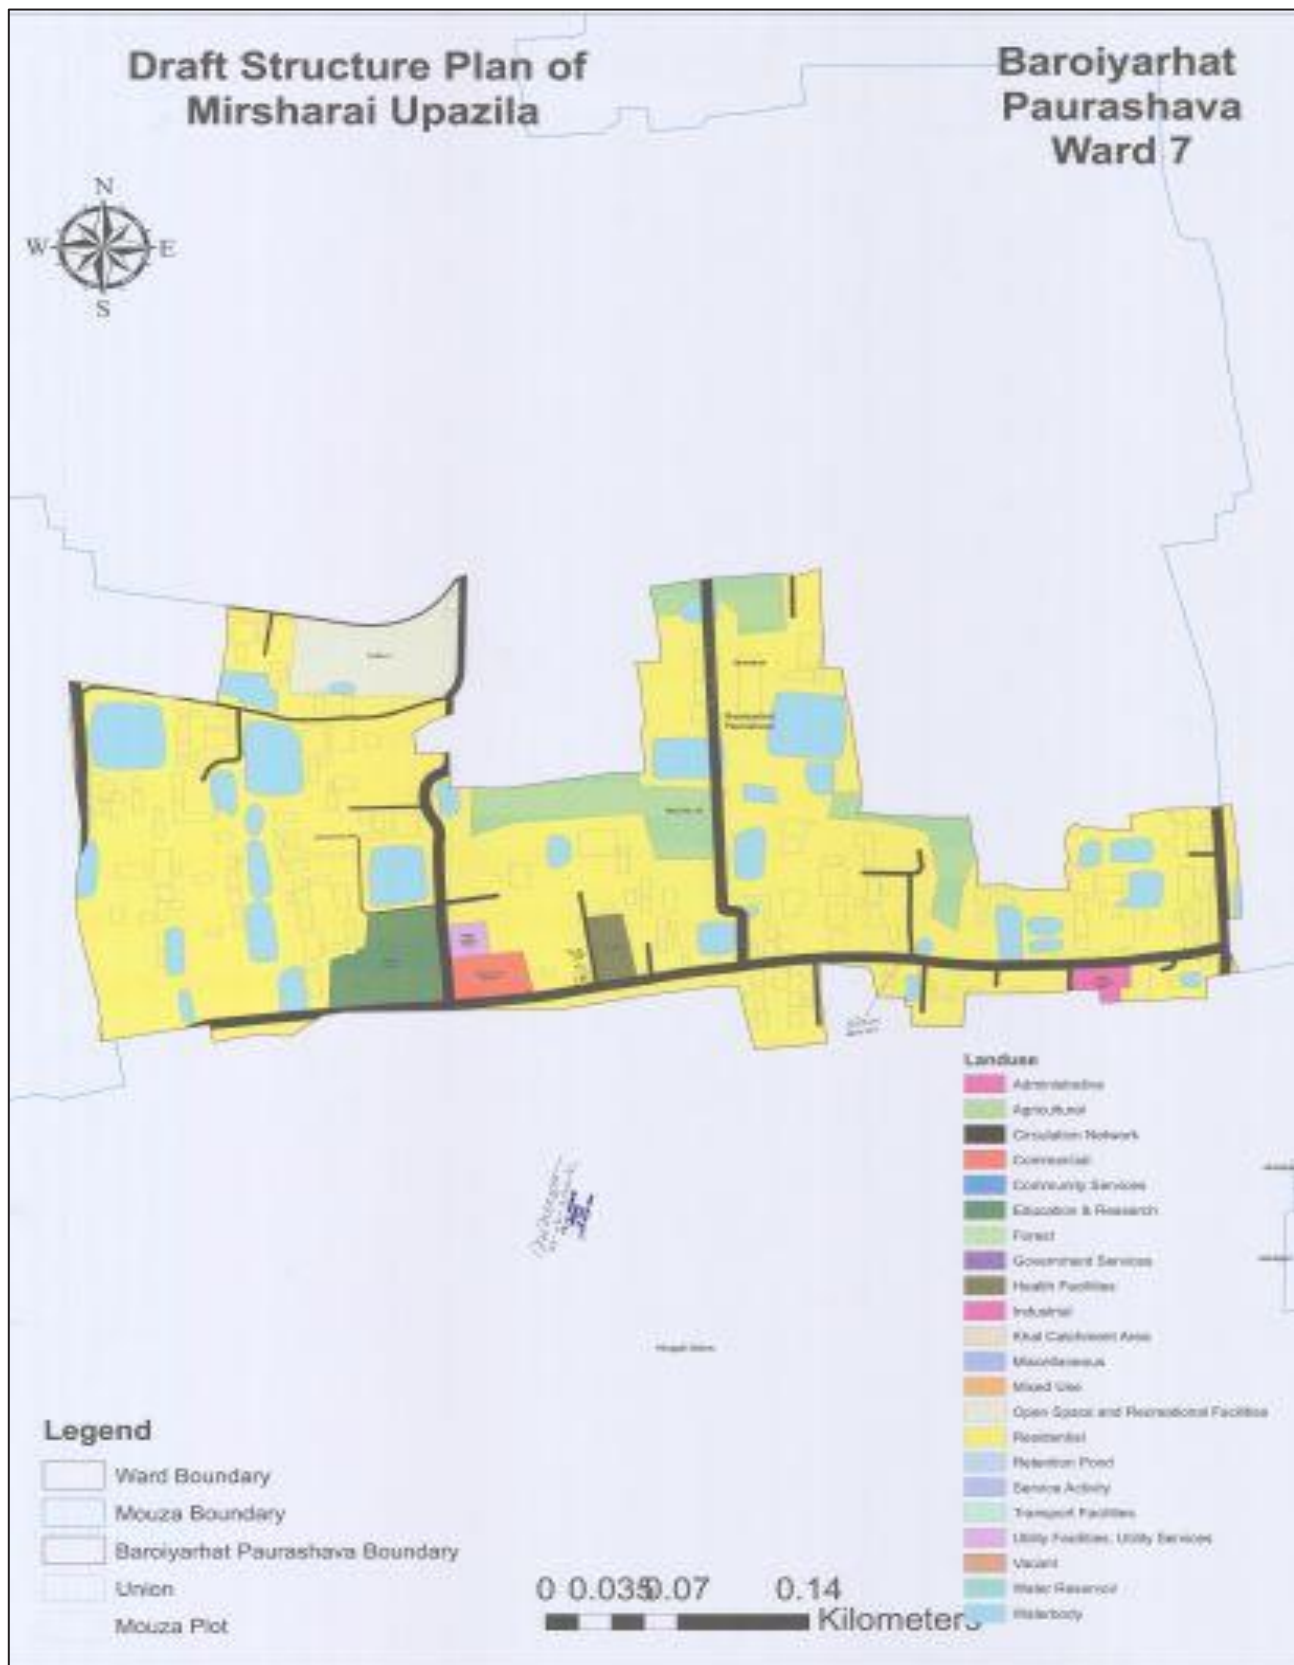 Draft Structure Plan of
Mirsharai Upazila
Baroiyarhat
Paurashava
Ward 7
N
W
E
S
Landuse
Administrative
Agricultural
Circulation Network
Commercial
Community Services
Education & Research
Forest
Government Services
Health Facilities
Industrial
Khal Catchment Area
Miscellaneous
Mixed Use
Open Space and Recreational Facilities
Residential
Retention Pond
Service Activity
Transport Facilities
Utility Facilities, Utility Services
Vacant
Water Reservoir
Waterbody
Legend
Ward Boundary
Mouza Boundary
Baroiyarhat Paurashava Boundary
Union
Mouza Plot
0 0.035 0.07 0.14
Kilometers